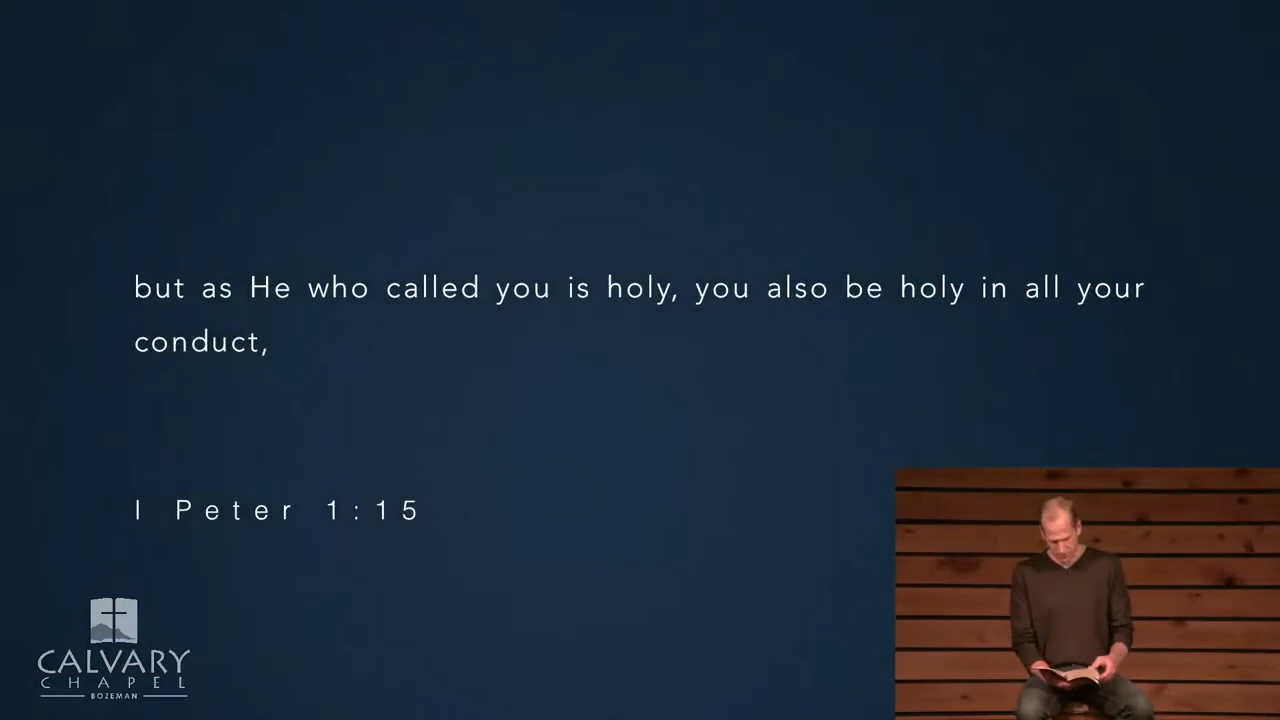 but as He who called you is holy, you also be holy in all your
conduct,
I Peter 1:15
CALVARY
CHAPEL
BOZEMAN